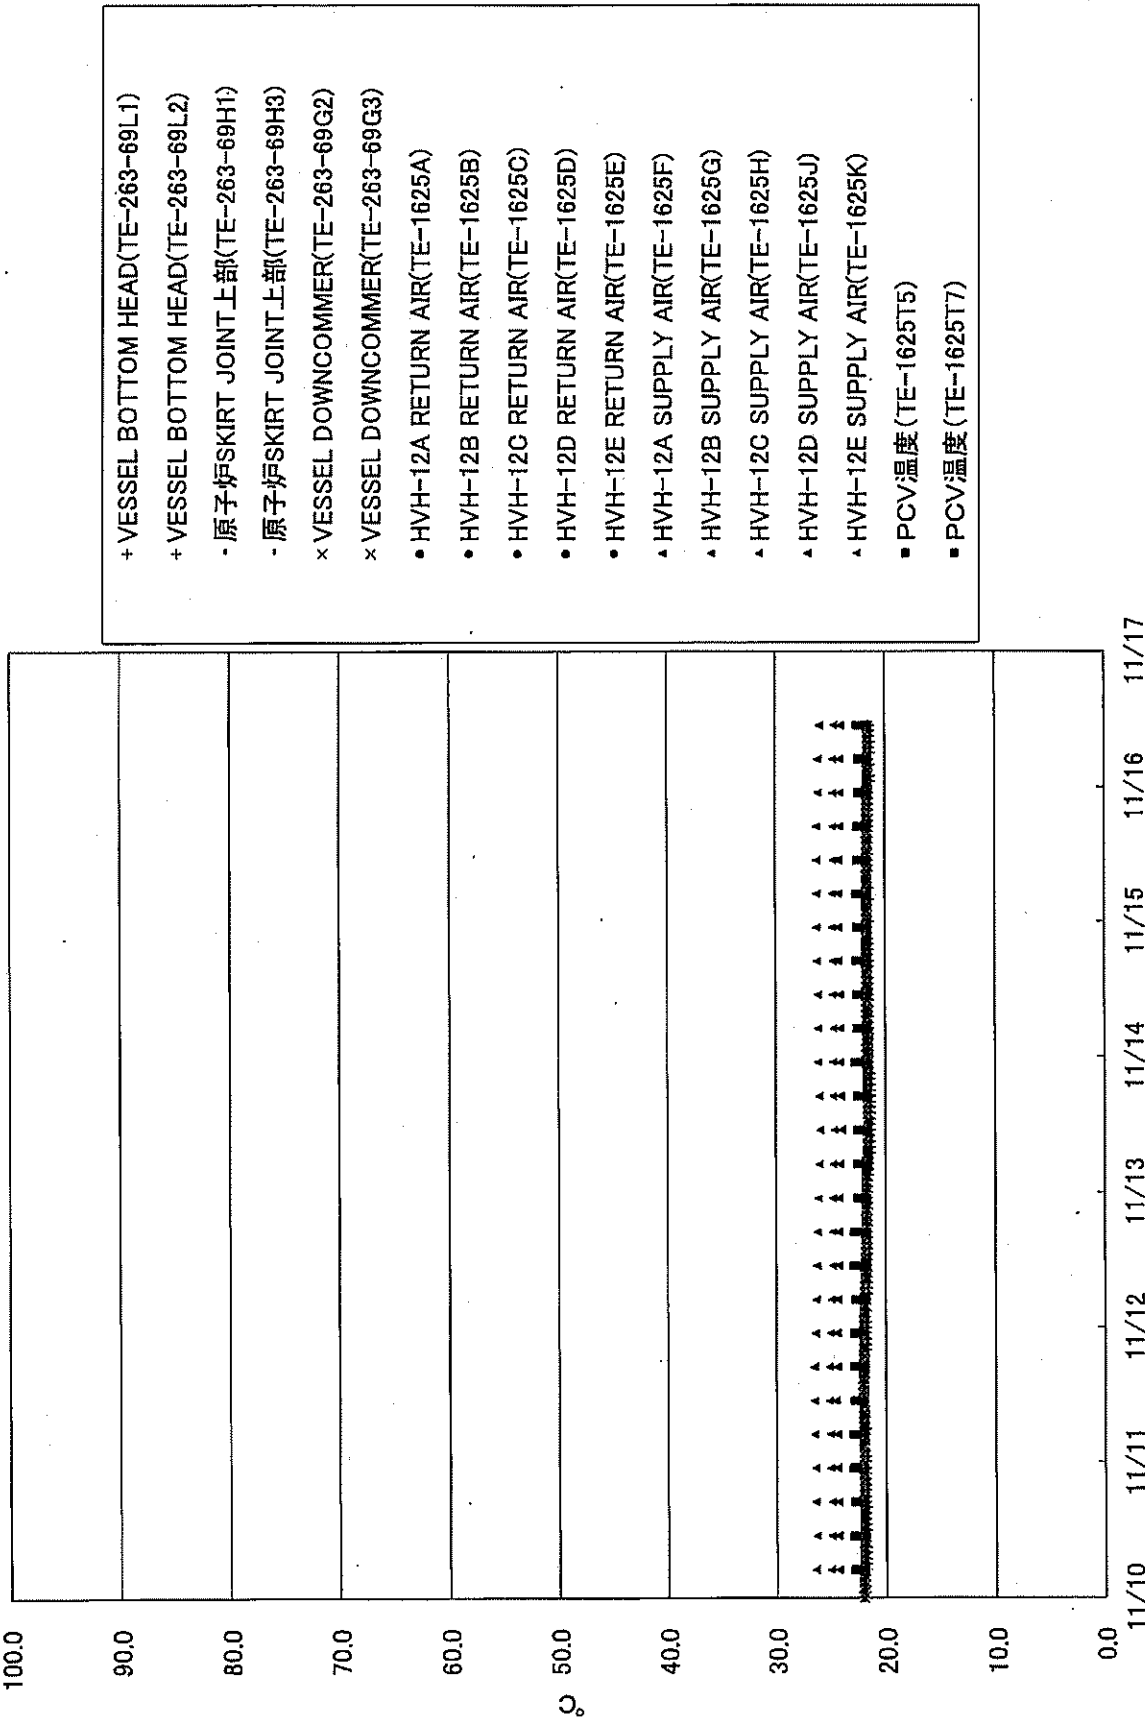 100.0
90.0
80.0
70.0
60.0
50.0
40.0
30.0
20.0
10.0
0.0
℃
11/10
11/11
11/12
11/13
11/14
11/15
11/16
11/17
+ VESSEL BOTTOM HEAD(TE-263-69L1)
+ VESSEL BOTTOM HEAD(TE-263-69L2)
- 原子炉SKIRT JOINT上部(TE-263-69H1)
- 原子炉SKIRT JOINT上部(TE-263-69H3)
× VESSEL DOWNCOMMER(TE-263-69G2)
× VESSEL DOWNCOMMER(TE-263-69G3)
• HVH-12A RETURN AIR(TE-1625A)
• HVH-12B RETURN AIR(TE-1625B)
• HVH-12C RETURN AIR(TE-1625C)
• HVH-12D RETURN AIR(TE-1625D)
• HVH-12E RETURN AIR(TE-1625E)
▲ HVH-12A SUPPLY AIR(TE-1625F)
▲ HVH-12B SUPPLY AIR(TE-1625G)
▲ HVH-12C SUPPLY AIR(TE-1625H)
▲ HVH-12D SUPPLY AIR(TE-1625J)
▲ HVH-12E SUPPLY AIR(TE-1625K)
■ PCV温度(TE-1625T5)
■ PCV温度(TE-1625T7)